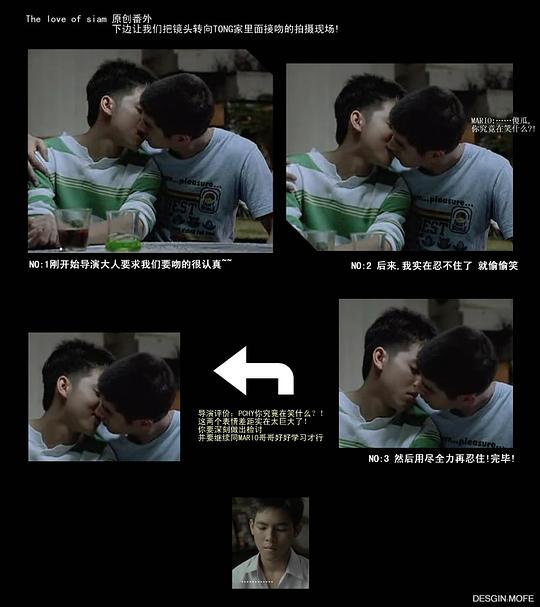 The love of siam 原创番外
下边让我们把镜头转向TONG家里面接吻的拍摄现场!
MARIO:……傻瓜,
你究竟在笑什么?!
...pleasure...
NO:1刚开始导演大人要求我们要吻的很认真~~
NO:2 后来,我实在忍不住了 就偷偷笑
导演评价: PCHY你究竟在笑什么?!
这两个表情差距实在太巨大了!
你要深刻做出检讨
并要继续同MARIO哥哥好好学习才行
NO:3 然后用尽全力再忍住!完毕!
............
DESGIN.MOFE